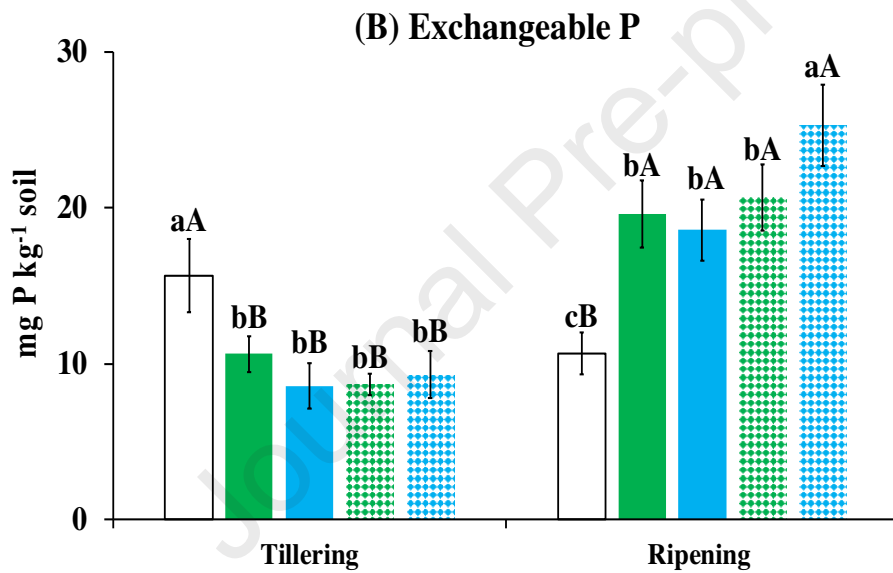 (B) Exchangeable P
mg P kg⁻¹ soil
30
20
10
0
aA
bB
bB
bB
bB
cB
bA
bA
bA
aA
Tillering
Ripening
Journal Pre-pr